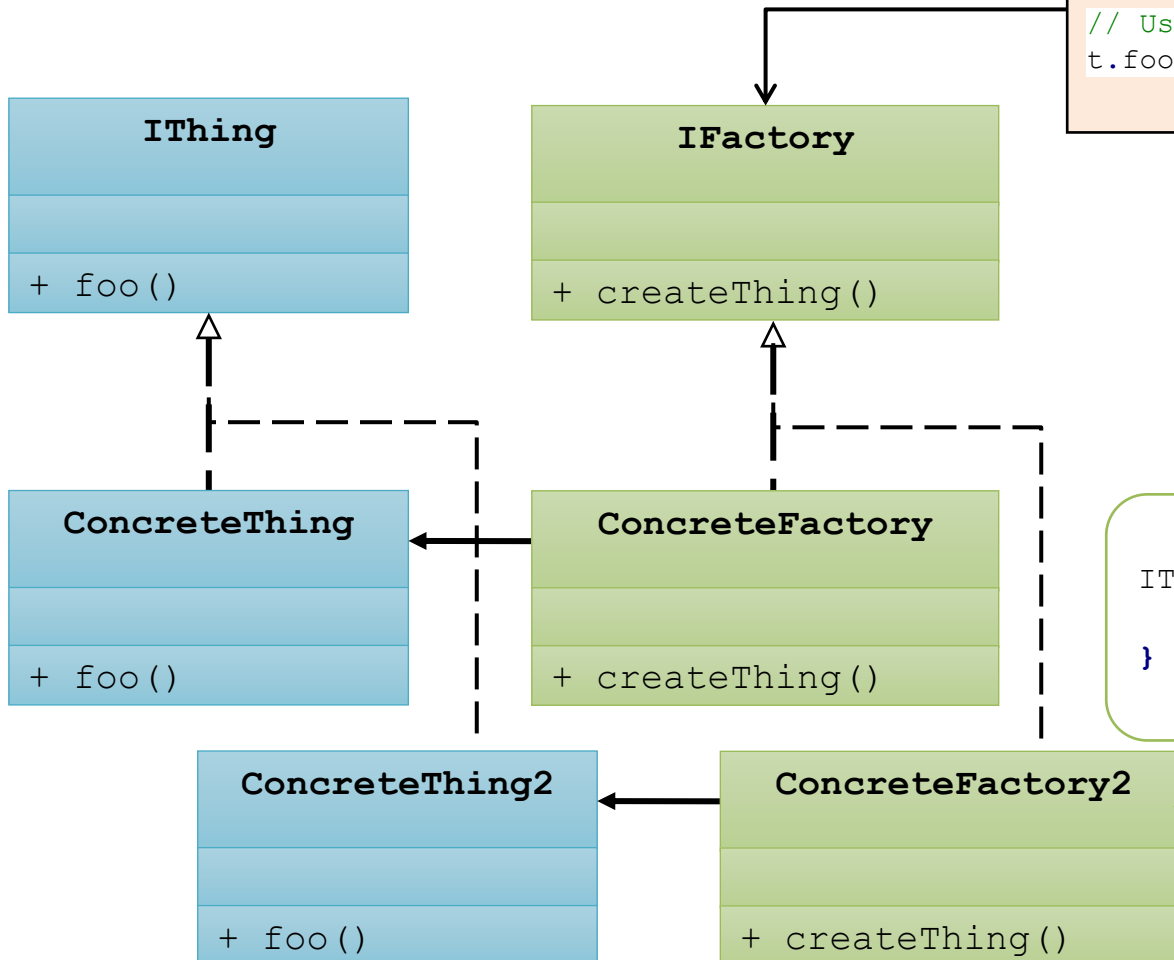 // Us
t.foo
IThing
+ foo()
IFactory
+ createThing()
ConcreteThing
+ foo()
ConcreteFactory
+ createThing()
IT
}
ConcreteThing2
+ foo()
ConcreteFactory2
+ createThing()